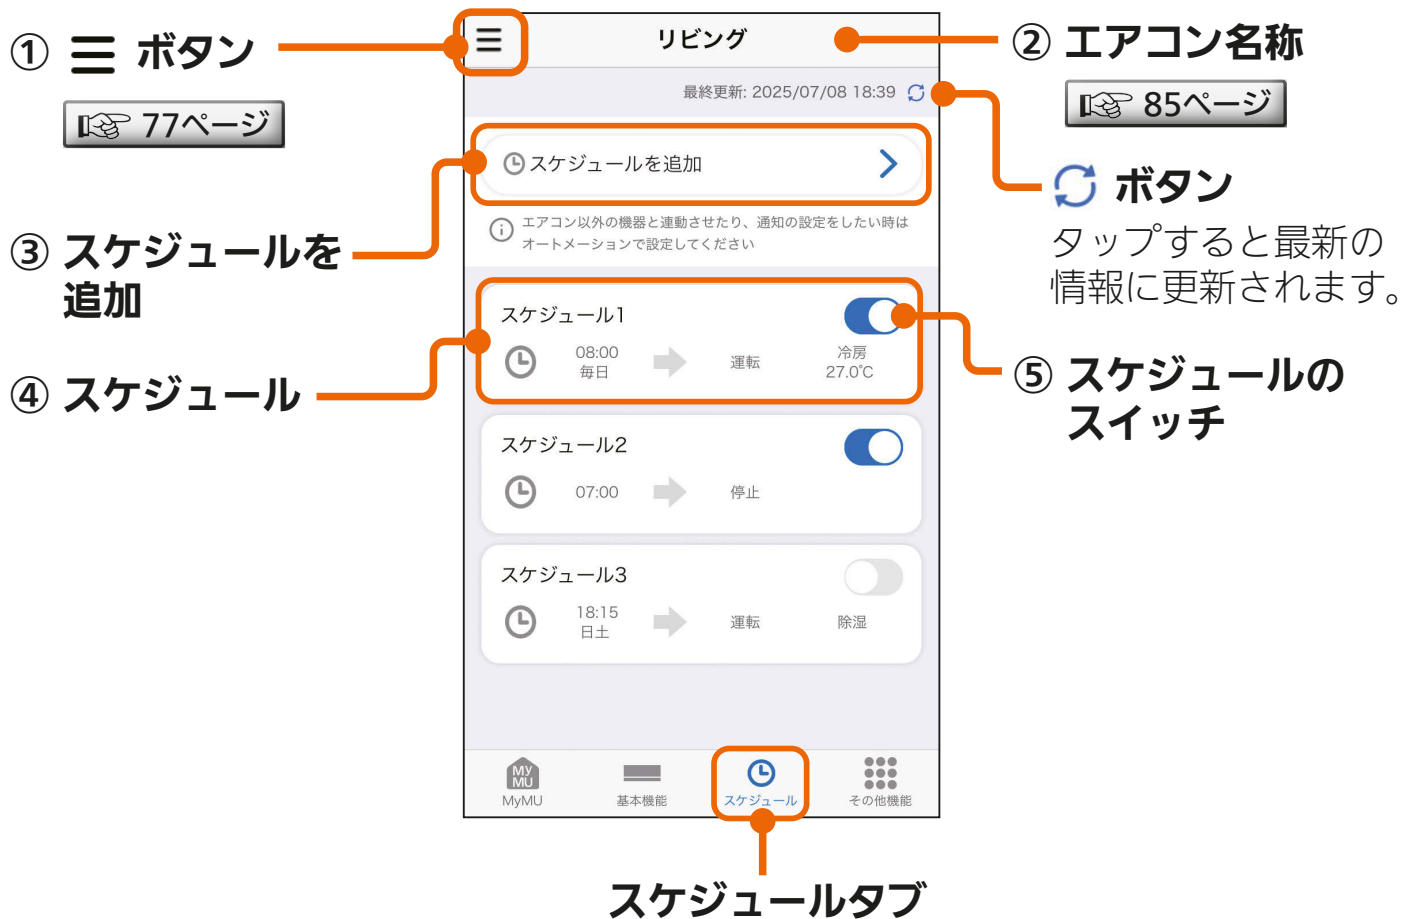 ① ☰ ボタン
☞ 77ページ
③ スケジュールを
追加
④ スケジュール
リビング
最終更新: 2025/07/08 18:39
スケジュールを追加
エアコン以外の機器と連動させたり、通知の設定をしたい時は
オートメーションで設定してください
スケジュール1
08:00
毎日
運転
冷房
27.0℃
スケジュール2
07:00
停止
スケジュール3
18:15
日土
運転
除湿
MY
MU
MyMU
基本機能
スケジュール
その他機能
スケジュールタブ
② エアコン名称
☞ 85ページ
ボタン
タップすると最新の
情報に更新されます。
⑤ スケジュールの
スイッチ